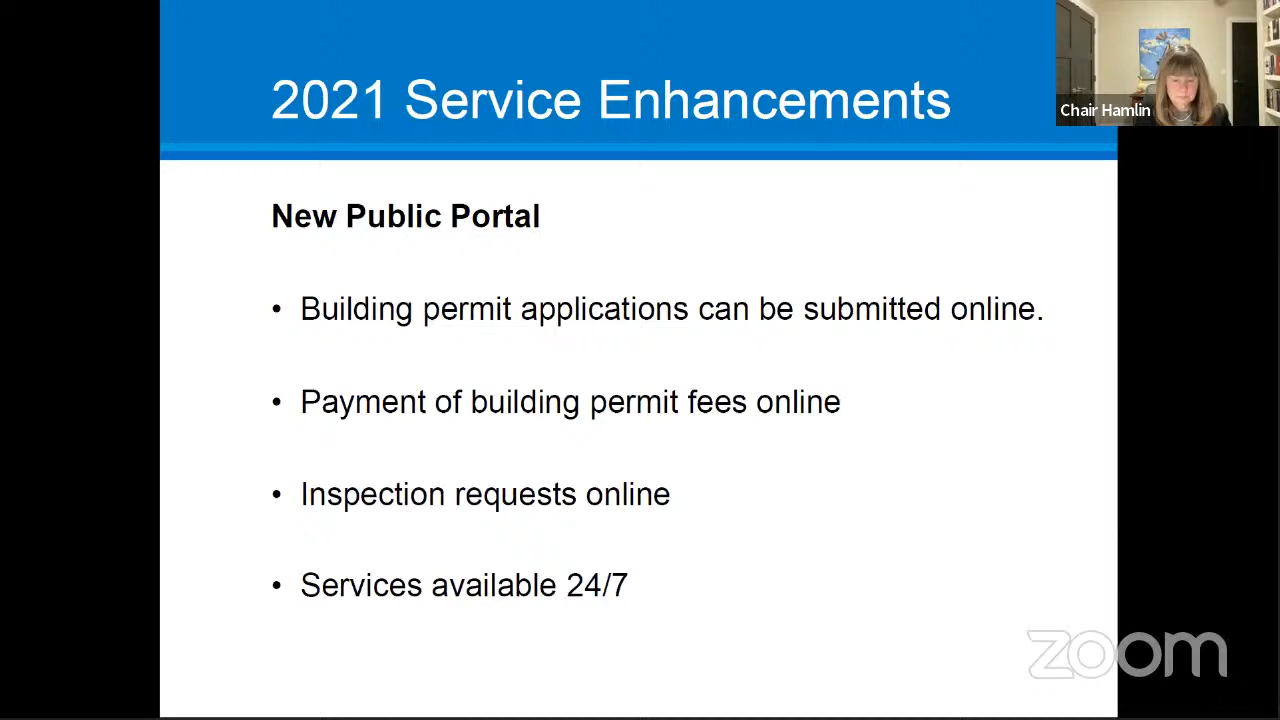 2021 Service Enhancements
Chair Hamlin
New Public Portal
• Building permit applications can be submitted online.
• Payment of building permit fees online
• Inspection requests online
• Services available 24/7
zoom